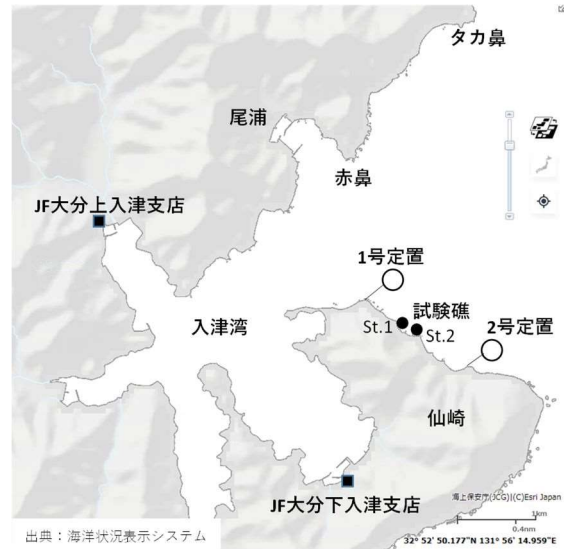 タカ鼻
尾浦
赤鼻
JF大分上入津支店
1号定置
試験礁
St.1
St.2
2号定置
入津湾
仙崎
JF大分下入津支店
海上保安庁(JCG)|(C)Esri Japan
1km
0.4nm
出典：海洋状況表示システム
32° 52' 50.177"N 131° 56' 14.959"E